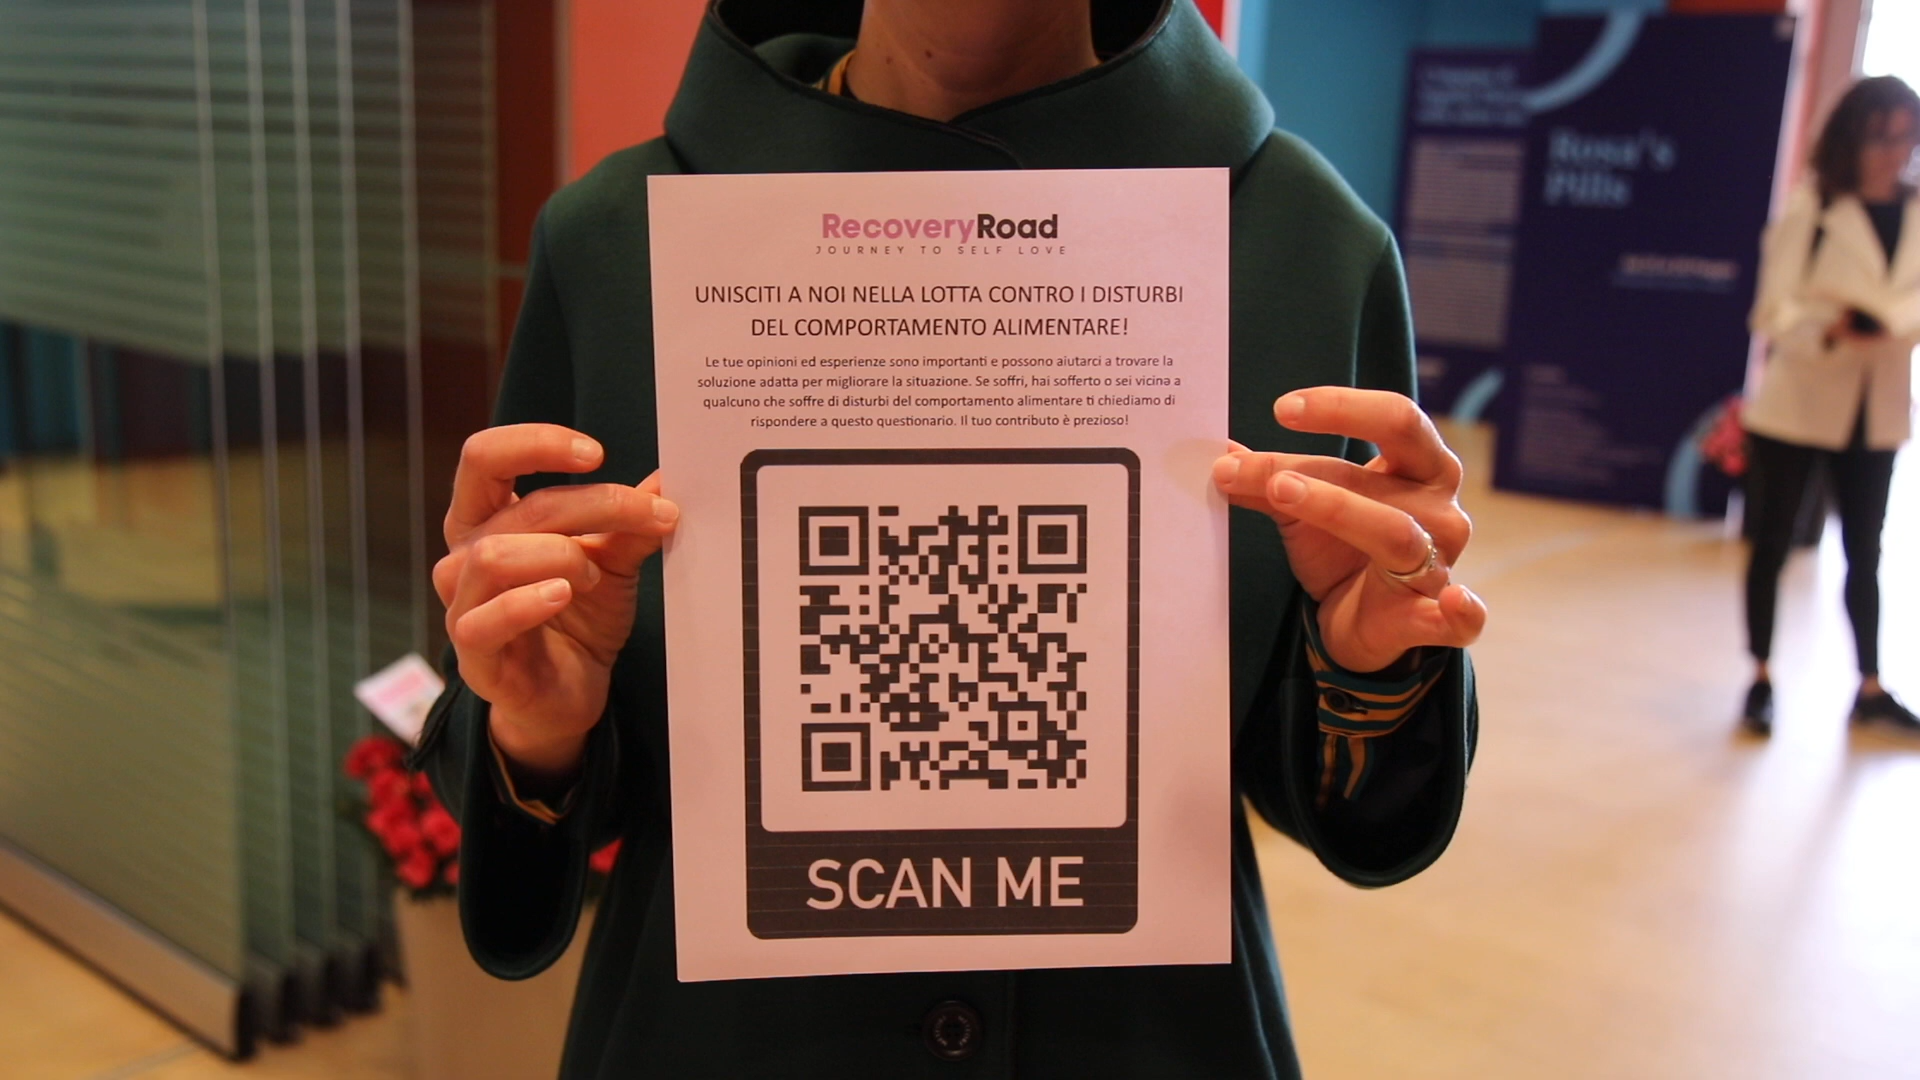 RecoveryRoad
JOURNEY TO SELF LOVE
UNISCITI A NOI NELLA LOTTA CONTRO I DISTURBI
DEL COMPORTAMENTO ALIMENTARE!
Le tue opinioni ed esperienze sono importanti e possono aiutarci a trovare la
soluzione adatta per migliorare la situazione. Se soffri, hai sofferto o sei vicina a
qualcuno che soffre di disturbi del comportamento alimentare ti chiediamo di
rispondere a questo questionario. Il tuo contributo è prezioso!
SCAN ME
Rosa's
Pills